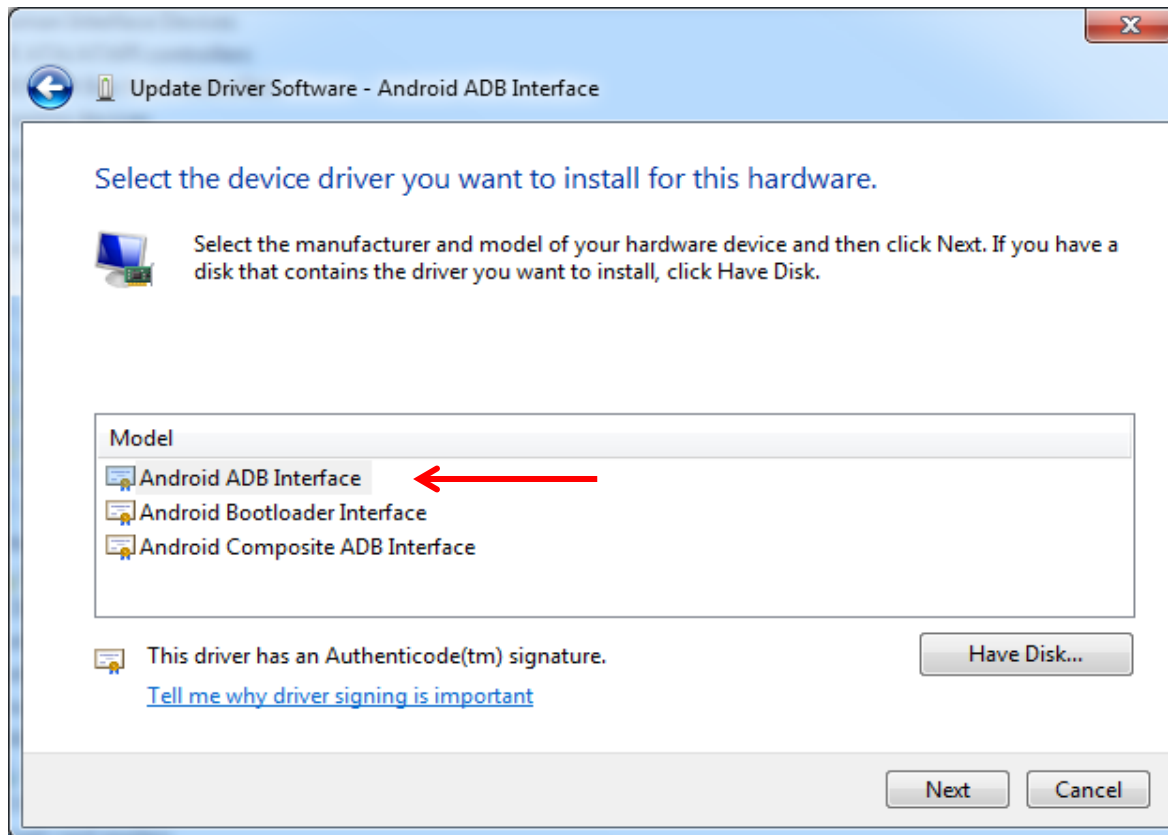 Update Driver Software - Android ADB Interface
Select the device driver you want to install for this hardware.
Select the manufacturer and model of your hardware device and then click Next. If you have a
disk that contains the driver you want to install, click Have Disk.
Model
Android ADB Interface
Android Bootloader Interface
Android Composite ADB Interface
This driver has an Authenticode(tm) signature.
Have Disk...
Tell me why driver signing is important
Next
Cancel